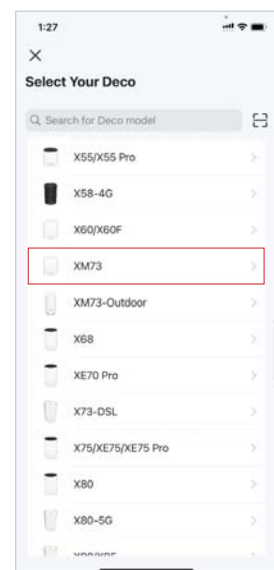 1:27
Select Your Deco
Search for Deco model
X55/X55 Pro
X58-4G
X60/X60F
XM73
XM73-Outdoor
X68
XE70 Pro
X73-DSL
X75/XE75/XE75 Pro
X80
X80-5G